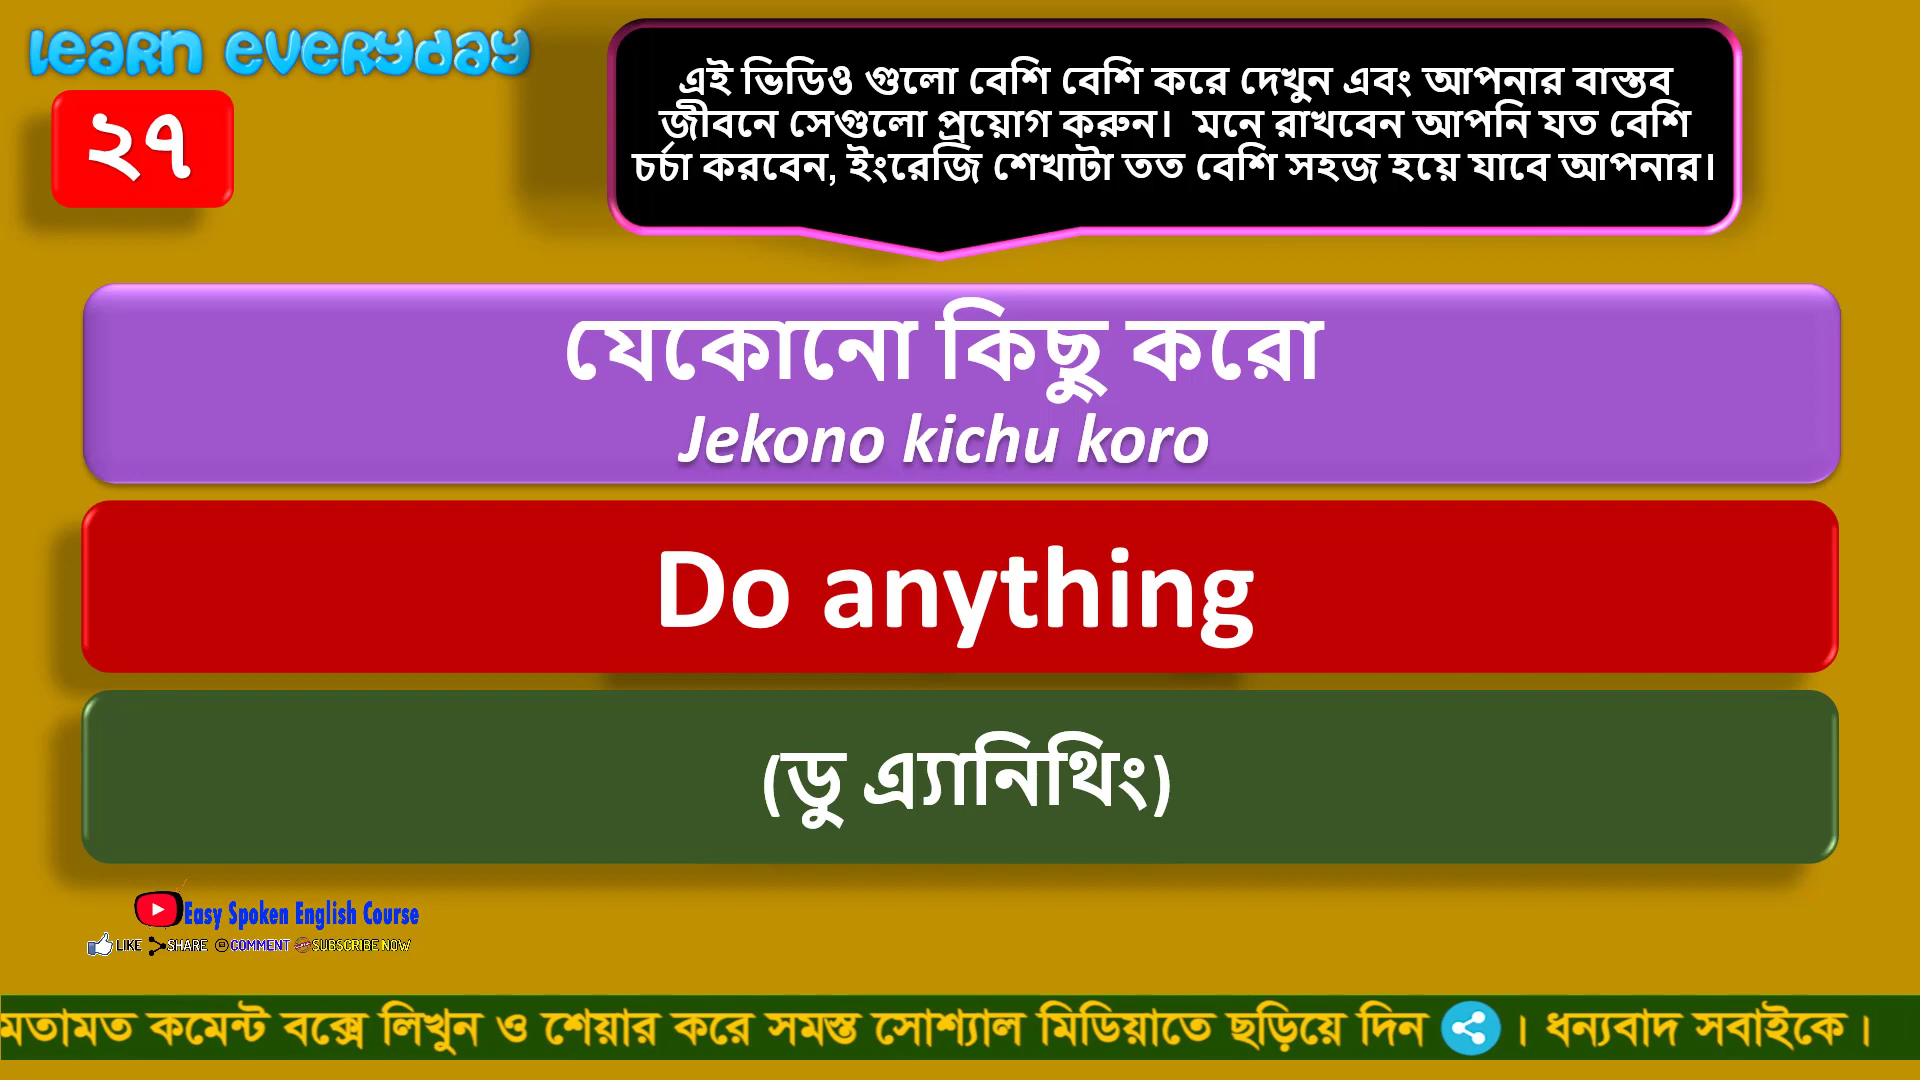 Learn Everyday
২৭
এই ভিডিও গুলো বেশি বেশি করে দেখুন এবং আপনার বাস্তব
জীবনে সেগুলো প্রয়োগ করুন। মনে রাখবেন আপনি যত বেশি
চর্চা করবেন, ইংরেজি শেখাটা তত বেশি সহজ হয়ে যাবে আপনার।
যেকোনো কিছু করো
Jekono kichu koro
Do anything
(ডু এ্যানিথিং)
Easy Spoken English Course
LIKE SHARE COMMENT SUBSCRIBE NOW
মতামত কমেন্ট বক্সে লিখুন ও শেয়ার করে সমস্ত সোশ্যাল মিডিয়াতে ছড়িয়ে দিন । ধন্যবাদ সবাইকে।